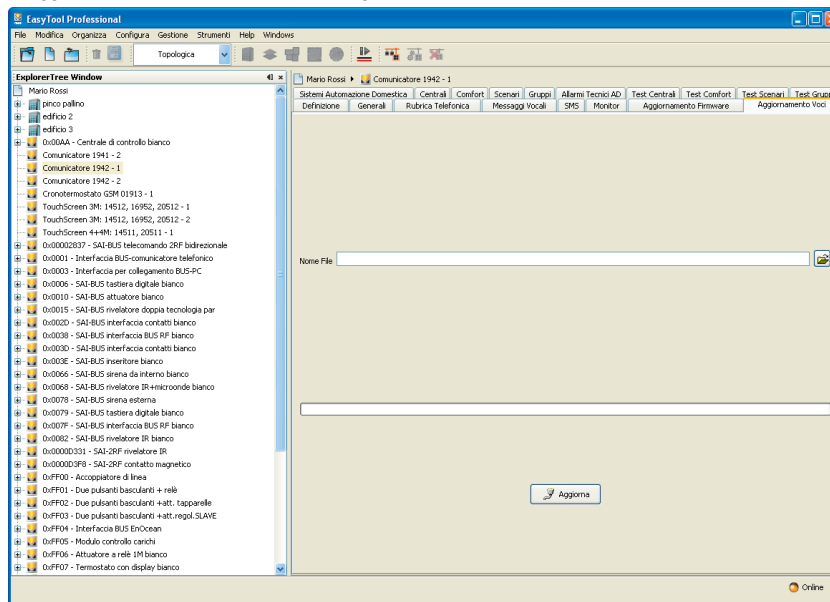 EasyTool Professional
File Modifica Organizza Configura Gestione Strumenti Help Windows
Topologica
ExplorerTree Window
Mario Rossi
pinco pallino
edificio 2
edificio 3
0x00AA - Centrale di controllo bianco
Comunicatore 1941 - 2
Comunicatore 1942 - 1
Comunicatore 1942 - 2
Cronotermostato GSM 01913 - 1
TouchScreen 3M: 14512, 16952, 20512 - 1
TouchScreen 3M: 14512, 16952, 20512 - 2
TouchScreen 4+4M: 14511, 20511 - 1
0x00002837 - SAI-BUS telecomando 2RF bidirezionale
0x0001 - Interfaccia BUS-comunicatore telefonico
0x0003 - Interfaccia per collegamento BUS-PC
0x0006 - SAI-BUS tastiera digitale bianco
0x0010 - SAI-BUS attuatore bianco
0x0015 - SAI-BUS rivelatore doppia tecnologia par
0x002D - SAI-BUS interfaccia contatti bianco
0x0038 - SAI-BUS interfaccia BUS RF bianco
0x003D - SAI-BUS interfaccia contatti bianco
0x003E - SAI-BUS inseritore bianco
0x0066 - SAI-BUS sirena da interno bianco
0x0068 - SAI-BUS rivelatore IR+microonde bianco
0x0078 - SAI-BUS sirena esterna
0x0079 - SAI-BUS tastiera digitale bianco
0x007F - SAI-BUS interfaccia BUS RF bianco
0x0082 - SAI-BUS rivelatore IR bianco
0x0000D331 - SAI-2RF rivelatore IR
0x0000D3F8 - SAI-2RF contatto magnetico
0xFF00 - Accoppiatore di linea
0xFF01 - Due pulsanti basculanti + relè
0xFF02 - Due pulsanti basculanti +att. tapparelle
0xFF03 - Due pulsanti basculanti +att.regol.SLAVE
0xFF04 - Interfaccia BUS EnOcean
0xFF05 - Modulo controllo carichi
0xFF06 - Attuatore a relè 1M bianco
0xFF07 - Termostato con display bianco
Mario Rossi Comunicatore 1942 - 1
Sistemi Automazione Domestica Centrali Comfort Scenari Gruppi Allarmi Tecnici AD Test Centrali Test Comfort Test Scenari Test Grup
Definizione Generali Rubrica Telefonica Messaggi Vocali SMS Monitor Aggiornamento Firmware Aggiornamento Voci
Nome File
Aggiorna
Online